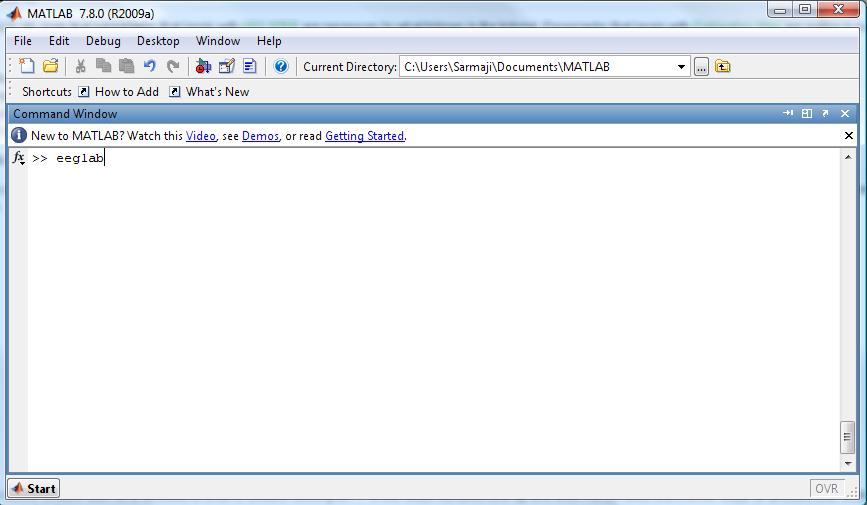 MATLAB 7.8.0 (R2009a)
File Edit Debug Desktop Window Help
Current Directory: C:\Users\Sarmaji\Documents\MATLAB ...
Shortcuts How to Add What's New
Command Window
New to MATLAB? Watch this Video, see Demos, or read Getting Started.
fx >> eeglab
Start OVR